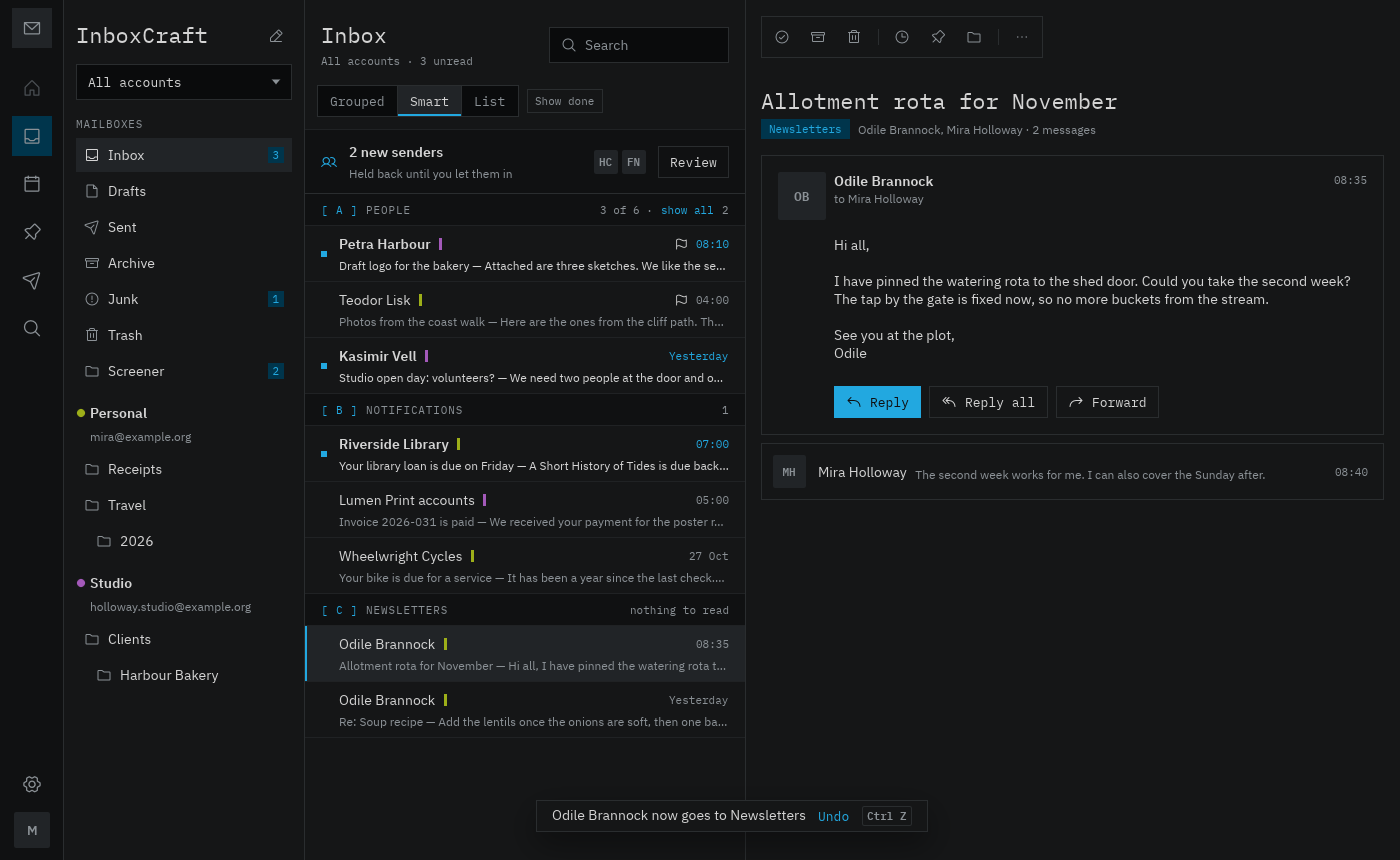 InboxCraft
All accounts
MAILBOXES
Inbox 3
Drafts
Sent
Archive
Junk 1
Trash
Screener 2
Personal
mira@example.org
Receipts
Travel
2026
Studio
holloway.studio@example.org
Clients
Harbour Bakery
M
Inbox
All accounts · 3 unread
Search
Grouped Smart List Show done
2 new senders
Held back until you let them in
HC FN Review
[ A ] PEOPLE 3 of 6 · show all 2
Petra Harbour 08:10
Draft logo for the bakery — Attached are three sketches. We like the se…
Teodor Lisk 04:00
Photos from the coast walk — Here are the ones from the cliff path. Th…
Kasimir Vell Yesterday
Studio open day: volunteers? — We need two people at the door and o…
[ B ] NOTIFICATIONS 1
Riverside Library 07:00
Your library loan is due on Friday — A Short History of Tides is due back…
Lumen Print accounts 05:00
Invoice 2026-031 is paid — We received your payment for the poster r…
Wheelwright Cycles 27 Oct
Your bike is due for a service — It has been a year since the last check.…
[ C ] NEWSLETTERS nothing to read
Odile Brannock 08:35
Allotment rota for November — Hi all, I have pinned the watering rota t…
Odile Brannock Yesterday
Re: Soup recipe — Add the lentils once the onions are soft, then one ba…
Allotment rota for November
Newsletters Odile Brannock, Mira Holloway · 2 messages
OB
Odile Brannock 08:35
to Mira Holloway
Hi all,
I have pinned the watering rota to the shed door. Could you take the second week?
The tap by the gate is fixed now, so no more buckets from the stream.
See you at the plot,
Odile
Reply Reply all Forward
MH Mira Holloway The second week works for me. I can also cover the Sunday after. 08:40
Odile Brannock now goes to Newsletters Undo Ctrl Z